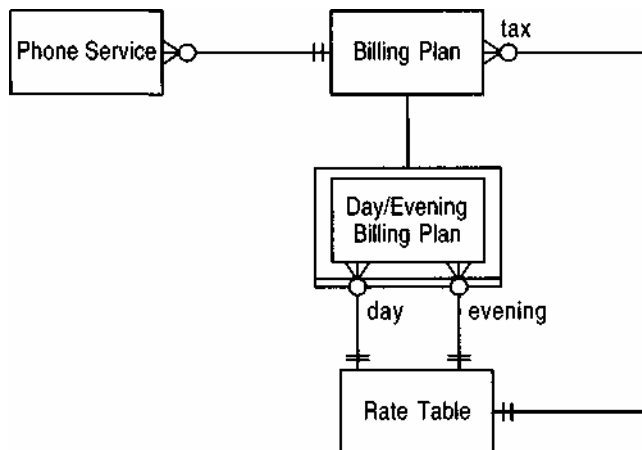 tax
Phone Service
Billing Plan
Day/Evening
Billing Plan
day
evening
Rate Table